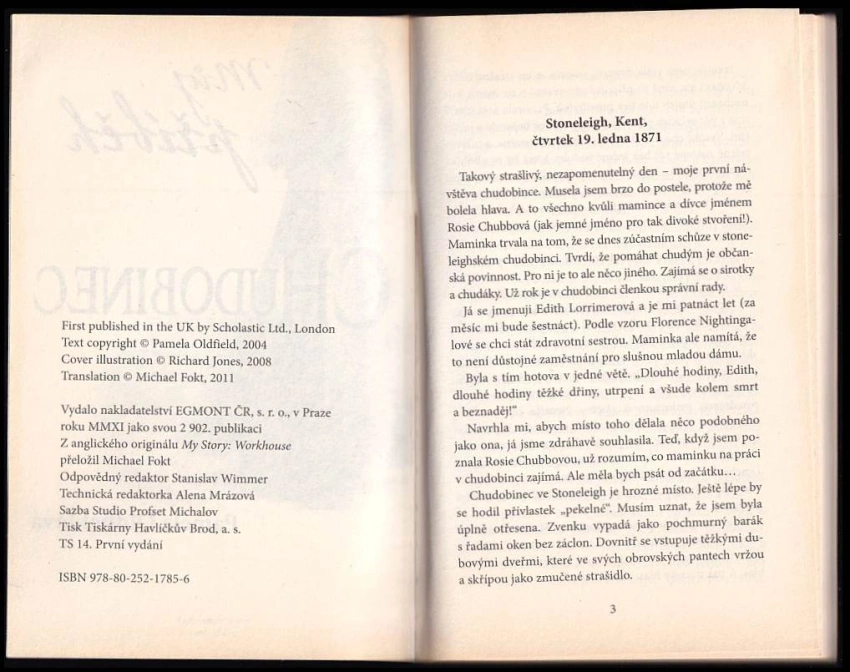 First published in the UK by Scholastic Ltd., London
Text copyright © Pamela Oldfield, 2004
Cover illustration © Richard Jones, 2008
Translation © Michael Fokt, 2011
Vydalo nakladatelství EGMONT ČR, s. r. o., v Praze
roku MMXI jako svou 2 902. publikaci
Z anglického originálu My Story: Workhouse
přeložil Michael Fokt
Odpovědný redaktor Stanislav Wimmer
Technická redaktorka Alena Mrázová
Sazba Studio Profset Michalov
Tisk Tiskárny Havlíčkův Brod, a. s.
TS 14. První vydání
ISBN 978-80-252-1785-6
Stoneleigh, Kent,
čtvrtek 19. ledna 1871
Takový strašlivý, nezapomenutelný den – moje první ná-
vštěva chudobince. Musela jsem brzo do postele, protože mě
bolela hlava. A to všechno kvůli mamince a dívce jménem
Rosie Chubbová (jak jemné jméno pro tak divoké stvoření!).
Maminka trvala na tom, že se dnes zúčastním schůze v stone-
leighském chudobinci. Tvrdí, že pomáhat chudým je občan-
ská povinnost. Pro ni je to ale něco jiného. Zajímá se o sirotky
a chudáky. Už rok je v chudobinci členkou správní rady.
Já se jmenuji Edith Lorrimerová a je mi patnáct let (za
měsíc mi bude šestnáct). Podle vzoru Florence Nightinga-
lové se chci stát zdravotní sestrou. Maminka ale namítá, že
to není důstojné zaměstnání pro slušnou mladou dámu.
Byla s tím hotova v jedné větě. „Dlouhé hodiny, Edith,
dlouhé hodiny těžké dřiny, utrpení a všude kolem smrt
a beznaděj!“
Navrhla mi, abych místo toho dělala něco podobného
jako ona, já jsme zdráhavě souhlasila. Teď, když jsem po-
znala Rosie Chubbovou, už rozumím, co maminku na práci
v chudobinci zajímá. Ale měla bych psát od začátku…
Chudobinec ve Stoneleigh je hrozné místo. Ještě lépe by
se hodil přívlastek „pekelné“. Musím uznat, že jsem byla
úplně otřesena. Zvenku vypadá jako pochmurný barák
s řadami oken bez záclon. Dovnitř se vstupuje těžkými du-
bovými dveřmi, které ve svých obrovských pantech vržou
a skřípou jako zmučené strašidlo.
3
můj
příběh
CHUDOBINEC